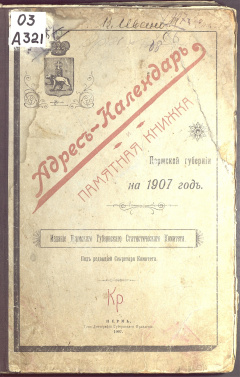 03
Д321
Адресъ-Календарь
и
ПАМЯТНАЯ КНИЖКА
Пермской губерніи
на 1907 годъ.
Изданіе Пермскаго Губернскаго Статистическаго Комитета.
Подъ редакціей Секретаря Комитета.
Кр
ПЕРМЬ,
1907.